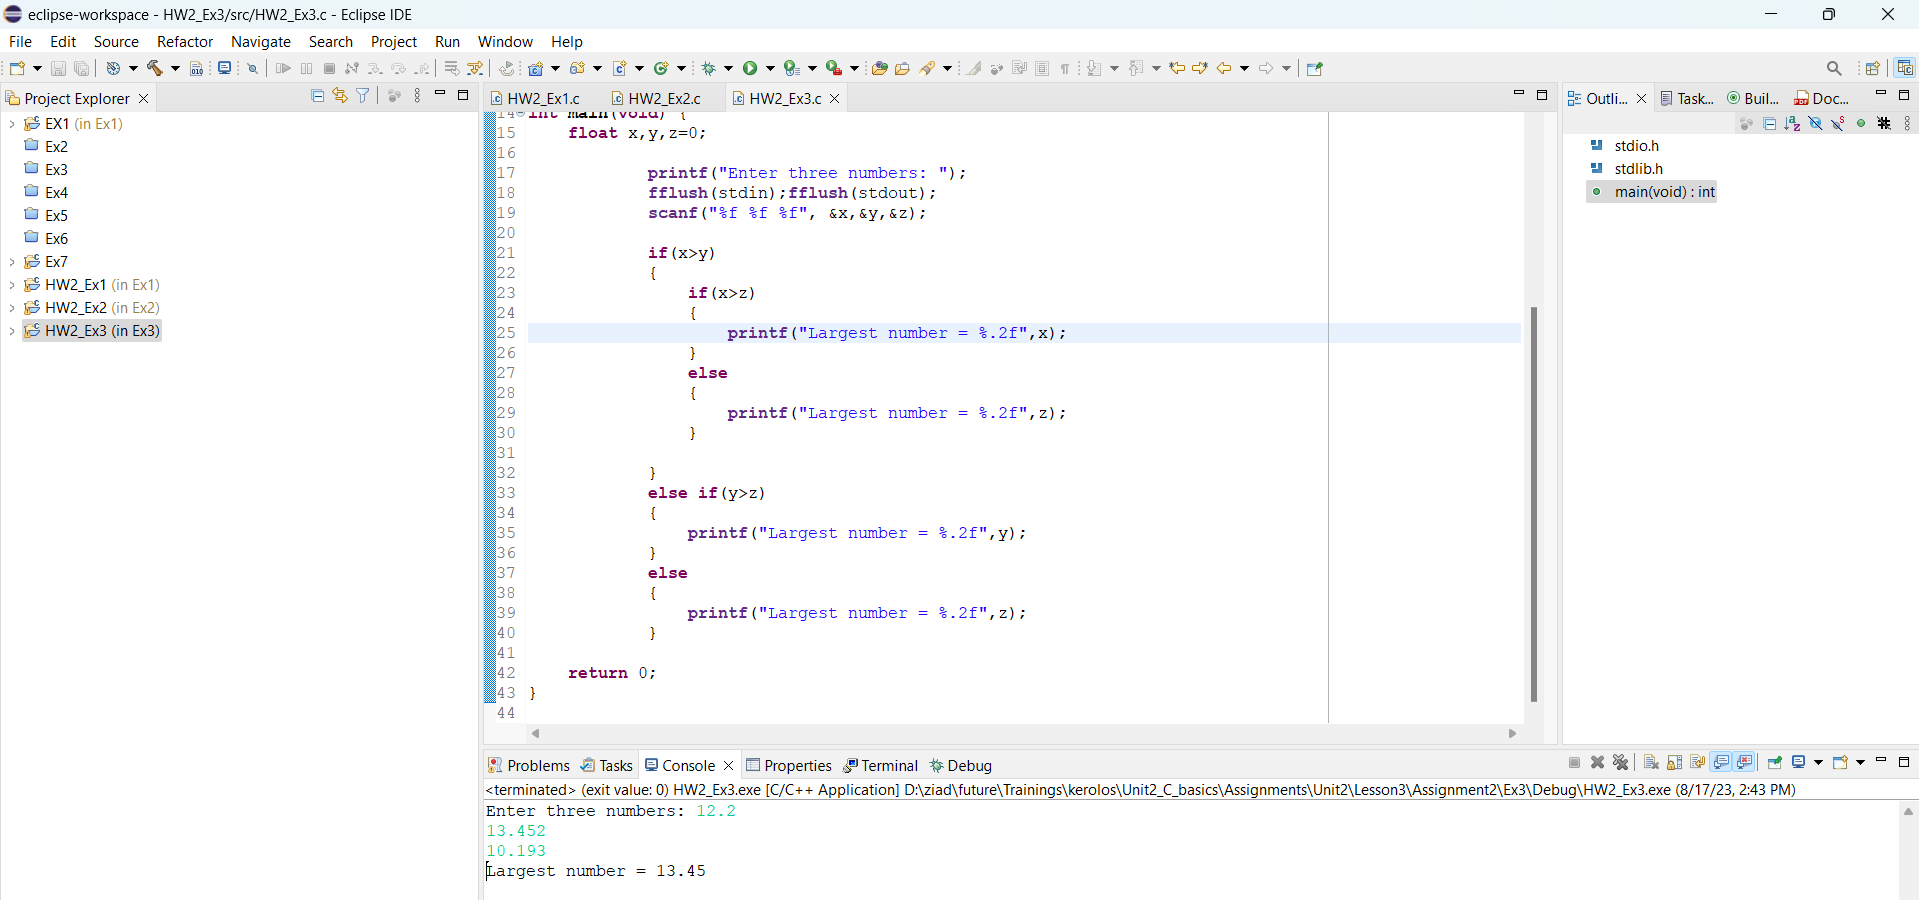 eclipse-workspace - HW2_Ex3/src/HW2_Ex3.c - Eclipse IDE
File Edit Source Refactor Navigate Search Project Run Window Help
Project Explorer
EX1 (in Ex1)
Ex2
Ex3
Ex4
Ex5
Ex6
Ex7
HW2_Ex1 (in Ex1)
HW2_Ex2 (in Ex2)
HW2_Ex3 (in Ex3)
HW2_Ex1.c HW2_Ex2.c HW2_Ex3.c
14 int main(void) {
15 float x,y,z=0;
16
17 printf("Enter three numbers: ");
18 fflush(stdin);fflush(stdout);
19 scanf("%f %f %f", &x,&y,&z);
20
21 if(x>y)
22 {
23 if(x>z)
24 {
25 printf("Largest number = %.2f",x);
26 }
27 else
28 {
29 printf("Largest number = %.2f",z);
30 }
31
32 }
33 else if(y>z)
34 {
35 printf("Largest number = %.2f",y);
36 }
37 else
38 {
39 printf("Largest number = %.2f",z);
40 }
41
42 return 0;
43 }
44
Outli... Task... Buil... Doc...
stdio.h
stdlib.h
main(void) : int
Problems Tasks Console Properties Terminal Debug
<terminated> (exit value: 0) HW2_Ex3.exe [C/C++ Application] D:\ziad\future\Trainings\kerolos\Unit2_C_basics\Assignments\Unit2\Lesson3\Assignment2\Ex3\Debug\HW2_Ex3.exe (8/17/23, 2:43 PM)
Enter three numbers: 12.2
13.452
10.193
Largest number = 13.45